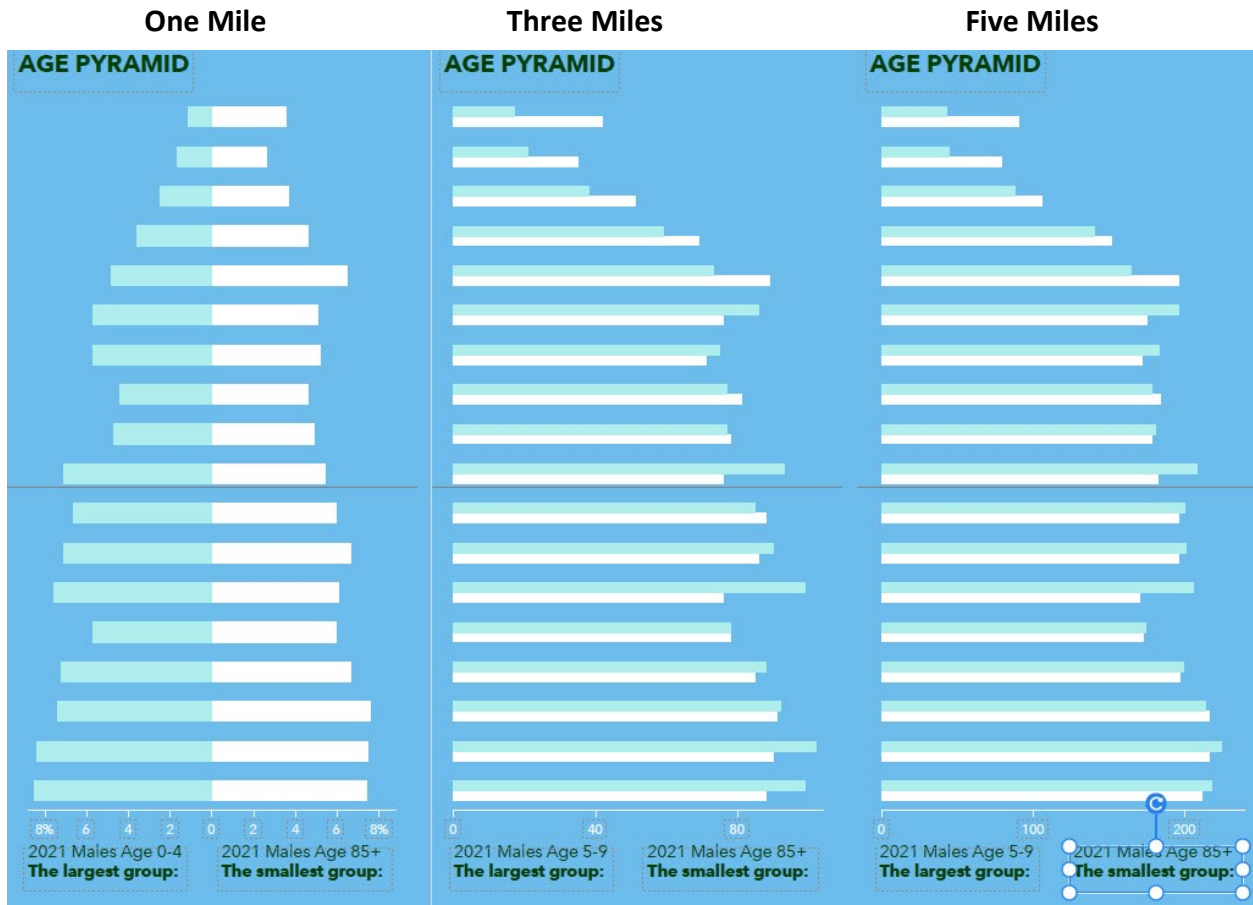 One Mile
Three Miles
Five Miles
AGE PYRAMID
AGE PYRAMID
AGE PYRAMID
8% 6 4 2 0 2 4 6 8%
0 40 80
0 100 200
2021 Males Age 0-4
The largest group:
2021 Males Age 85+
The smallest group:
2021 Males Age 5-9
The largest group:
2021 Males Age 85+
The smallest group:
2021 Males Age 5-9
The largest group:
2021 Males Age 85+
The smallest group: